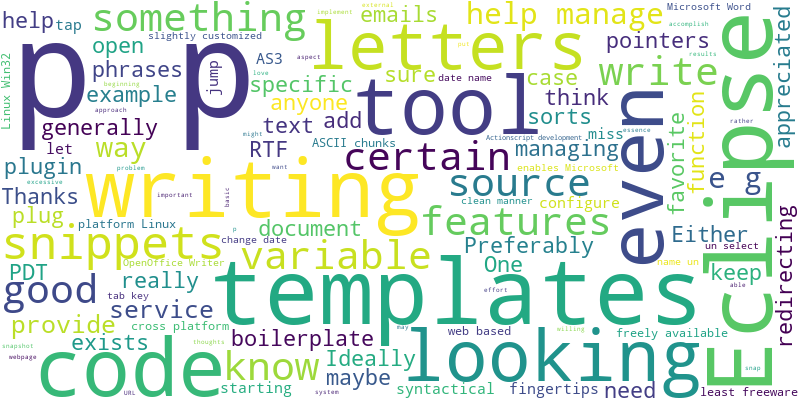 help tap
something
slightly customized
emails
help manage
Microsoft Word
p p
open
phrases
example
generally
let
jump
AS3
specific
anyone
text add
RTF
letters
sure
date name
tool
case
think
sorts
ASCII chunks
pointers
write
Actionscript development
miss
managing
function
favorite
even
Eclipse
appreciated
Linux Win32
external
implement
love
aspect
beginning
approach
put
accomplish
results
essence
rather
might
want
way
plugin
Thanks
plug
platform Linux
writing
certain
source
enables Microsoft
clean manner
configure
e g
problem
excessive
important
basic
snippets
document
variable
features
Preferably
One
Either
un select
name un
keep
redirecting
PDT
OpenOffice Writer
change date
really
good
tab key
service
templates
p
effort
able
provide
cross platform
exists
boilerplate
web based
freely available
thoughts
may
willing
code
know
Ideally
maybe
looking
snap
snapshot
webpage
URL
starting
system
syntactical
fingertips
need
least freeware